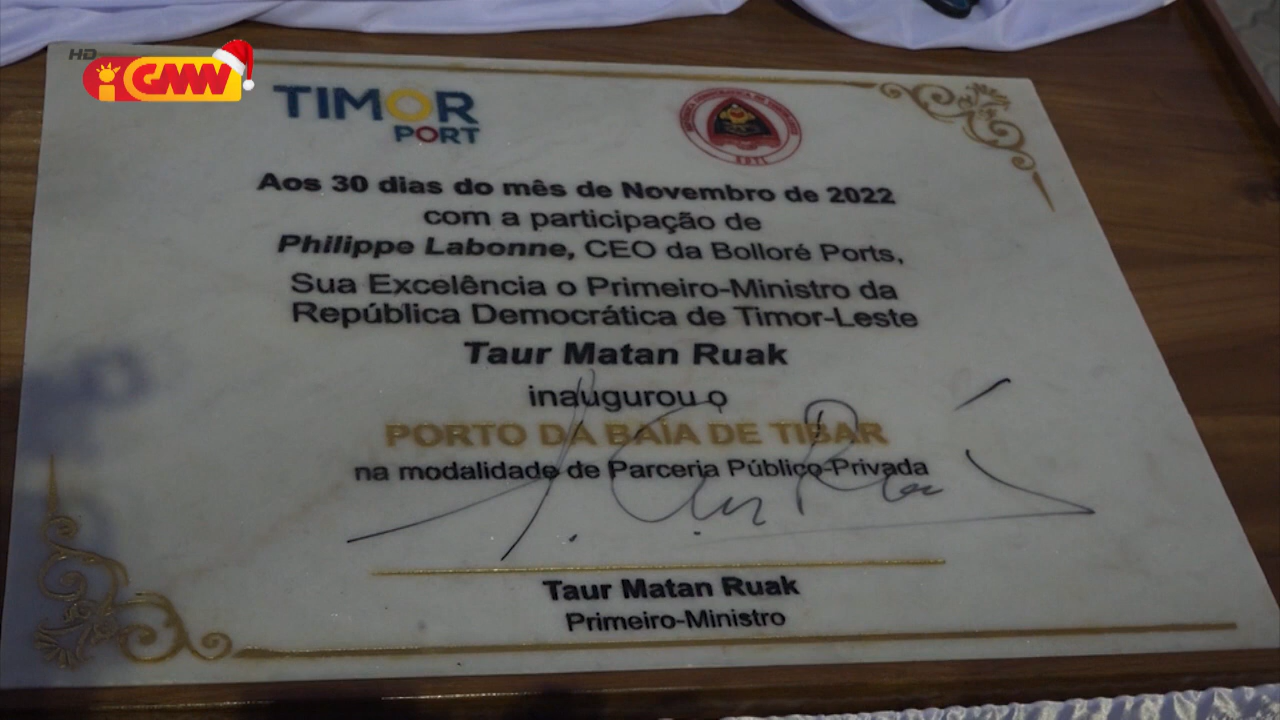 HD
GMN
TIMOR
PORT
RDTL
Aos 30 dias do mês de Novembro de 2022
com a participação de
Philippe Labonne, CEO da Bolloré Ports,
Sua Excelência o Primeiro-Ministro da
República Democrática de Timor-Leste
Taur Matan Ruak
inaugurou o
PORTO DA BAÍA DE TIBAR
na modalidade de Parceria Público-Privada
Taur Matan Ruak
Primeiro-Ministro